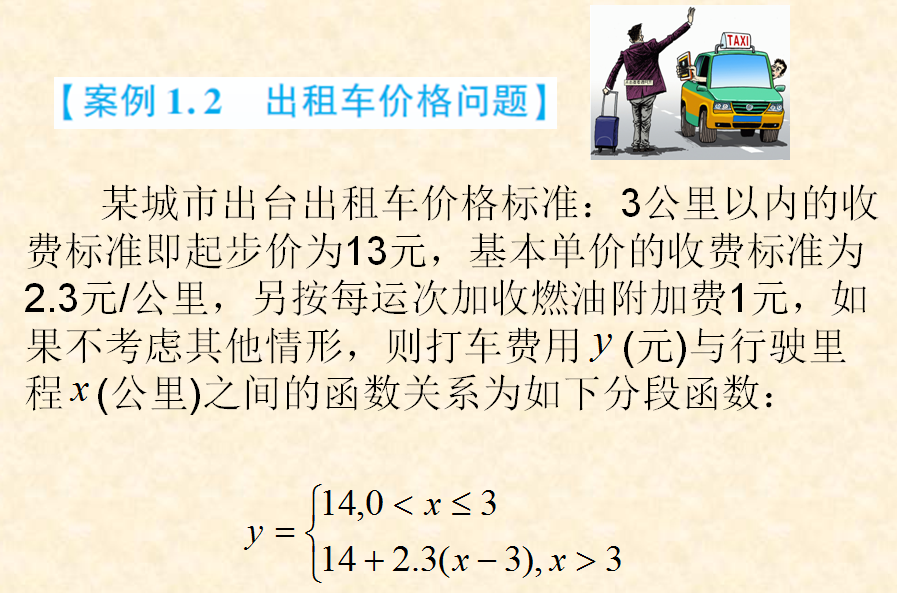 TAXI
【案例1.2 出租车价格问题】
某城市出台出租车价格标准：3公里以内的收
费标准即起步价为13元，基本单价的收费标准为
2.3元/公里，另按每运次加收燃油附加费1元，如
果不考虑其他情形，则打车费用 y (元)与行驶里
程 x (公里)之间的函数关系为如下分段函数：
y = {14,0 < x ≤ 3
14 + 2.3(x − 3), x > 3